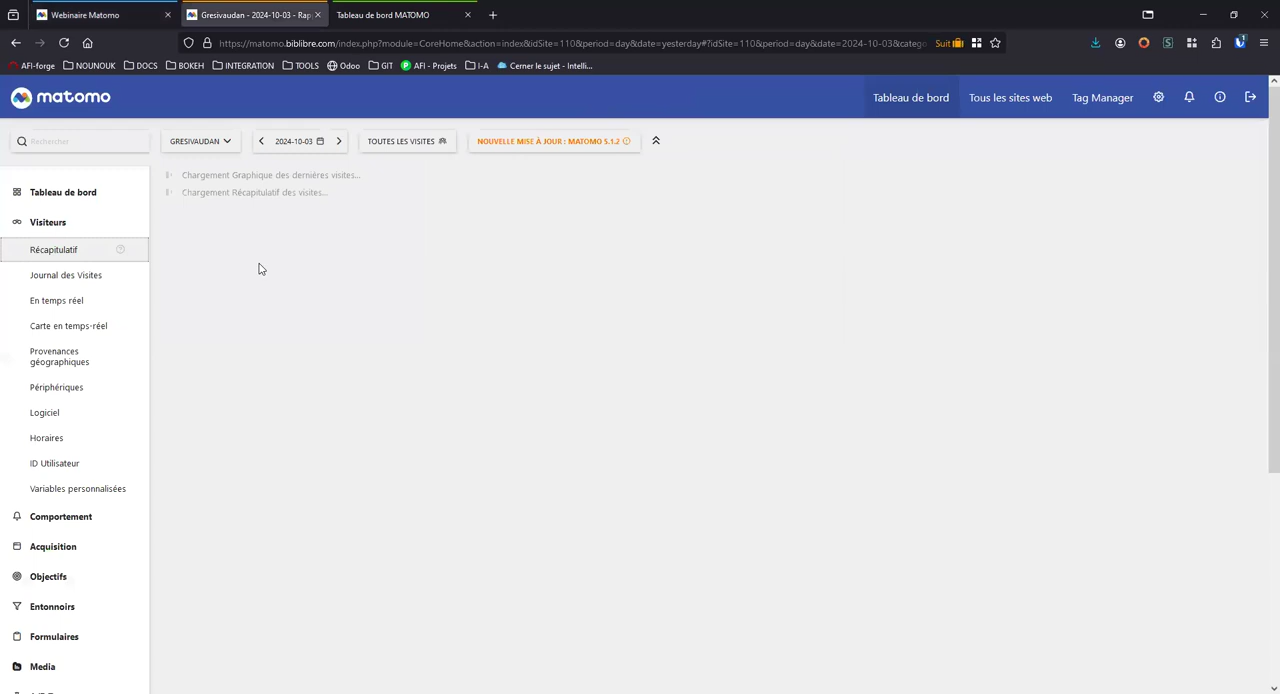 Webinaire Matomo
Gresivaudan - 2024-10-03 - Rap
Tableau de bord MATOMO
https://matomo.biblibre.com/index.php?module=CoreHome&action=index&idSite=110&period=day&date=yesterday#?idSite=110&period=day&date=2024-10-03&catego
Suit
AFI-forge
NOUNOUK
DOCS
BOKEH
INTEGRATION
TOOLS
Odoo
GIT
AFI - Projets
I-A
Cerner le sujet - Intelli...
matomo
Tableau de bord
Tous les sites web
Tag Manager
Rechercher
GRESIVAUDAN
2024-10-03
TOUTES LES VISITES
NOUVELLE MISE À JOUR : MATOMO 5.1.2
Chargement Graphique des dernières visites...
Chargement Récapitulatif des visites...
Tableau de bord
Visiteurs
Récapitulatif
Journal des Visites
En temps réel
Carte en temps-réel
Provenances
géographiques
Périphériques
Logiciel
Horaires
ID Utilisateur
Variables personnalisées
Comportement
Acquisition
Objectifs
Entonnoirs
Formulaires
Media